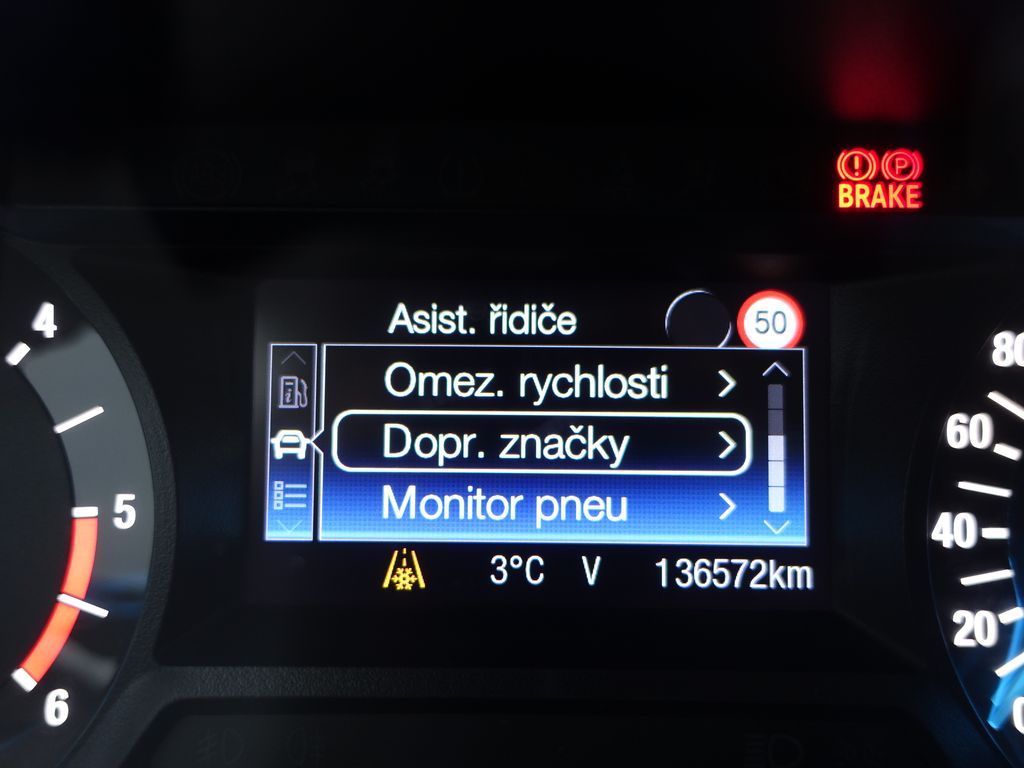 BRAKE
Asist. řidiče
50
Omez. rychlosti
Dopr. značky
Monitor pneu
3°C V 136572km
4
5
6
80
60
40
20
0